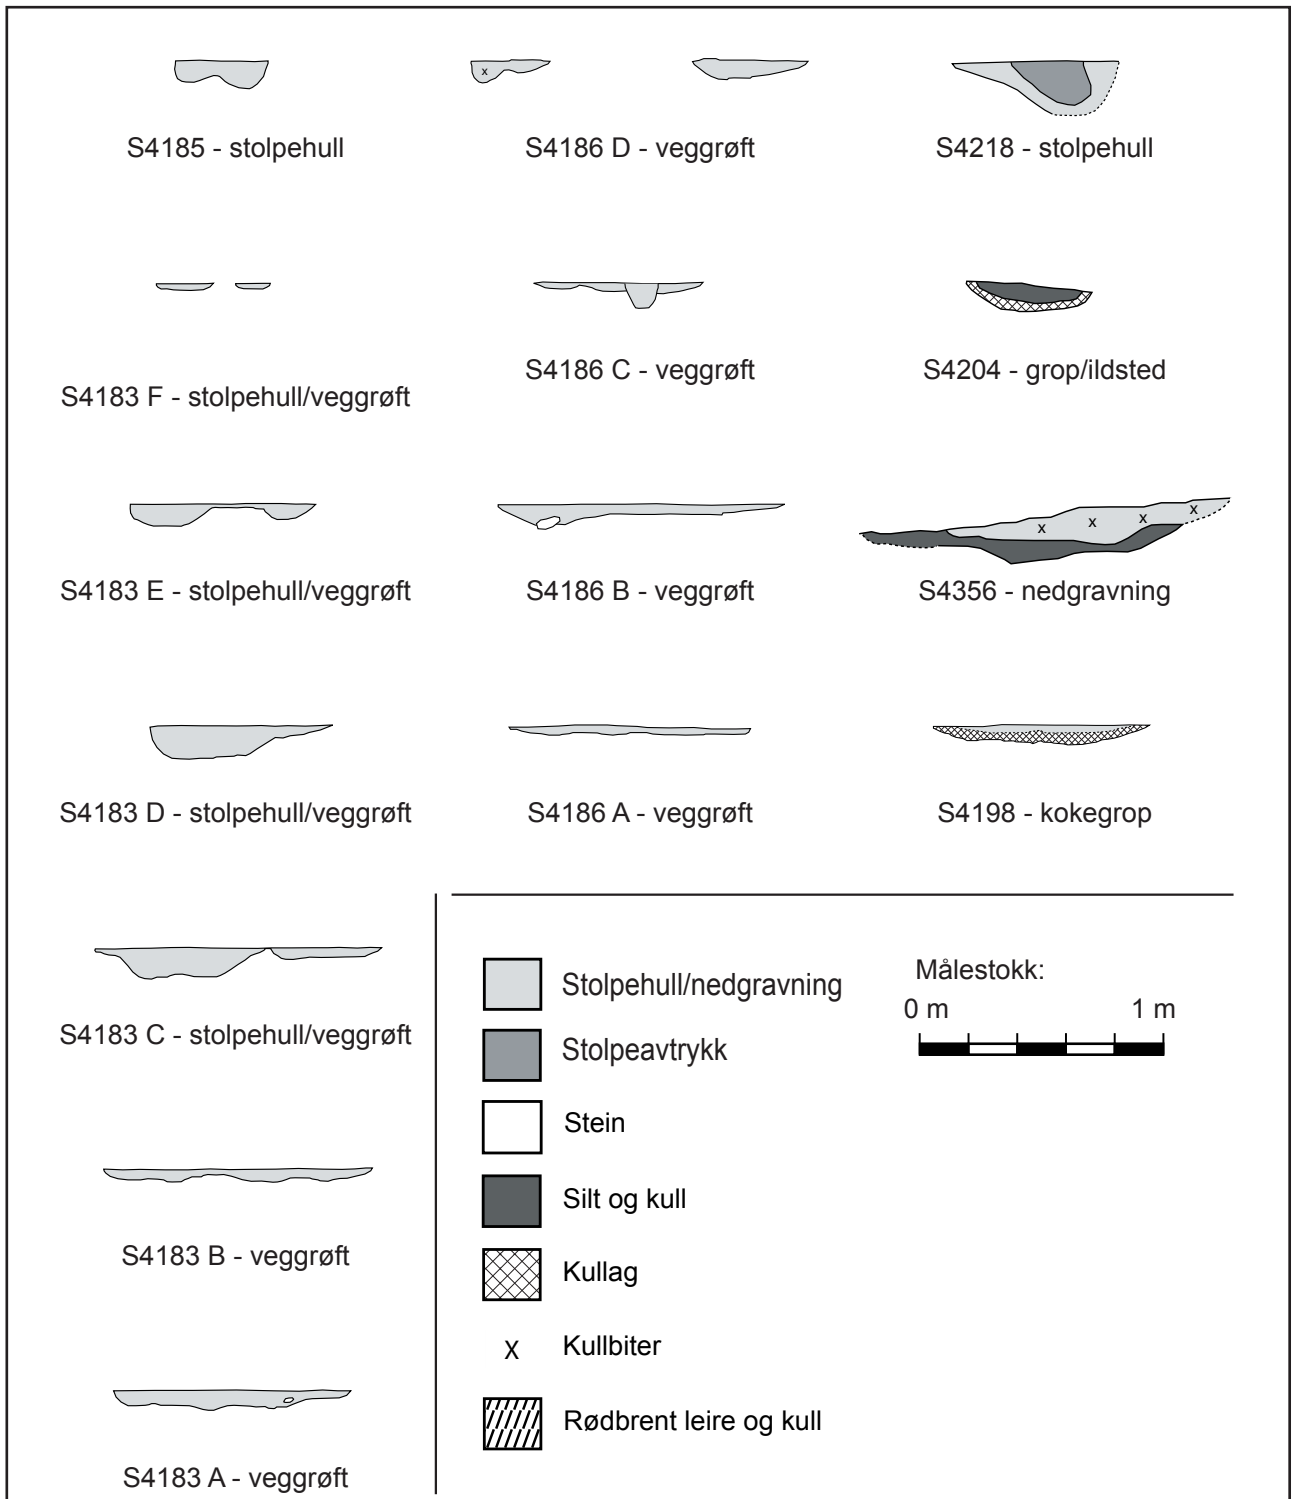 x
S4185 - stolpehull
S4186 D - veggrøft
S4218 - stolpehull
S4183 F - stolpehull/veggrøft
S4186 C - veggrøft
S4204 - grop/ildsted
x x x x
S4183 E - stolpehull/veggrøft
S4186 B - veggrøft
S4356 - nedgravning
S4183 D - stolpehull/veggrøft
S4186 A - veggrøft
S4198 - kokegrop
S4183 C - stolpehull/veggrøft
S4183 B - veggrøft
S4183 A - veggrøft
Stolpehull/nedgravning
Stolpeavtrykk
Stein
Silt og kull
Kullag
x Kullbiter
Rødbrent leire og kull
Målestokk:
0 m 1 m